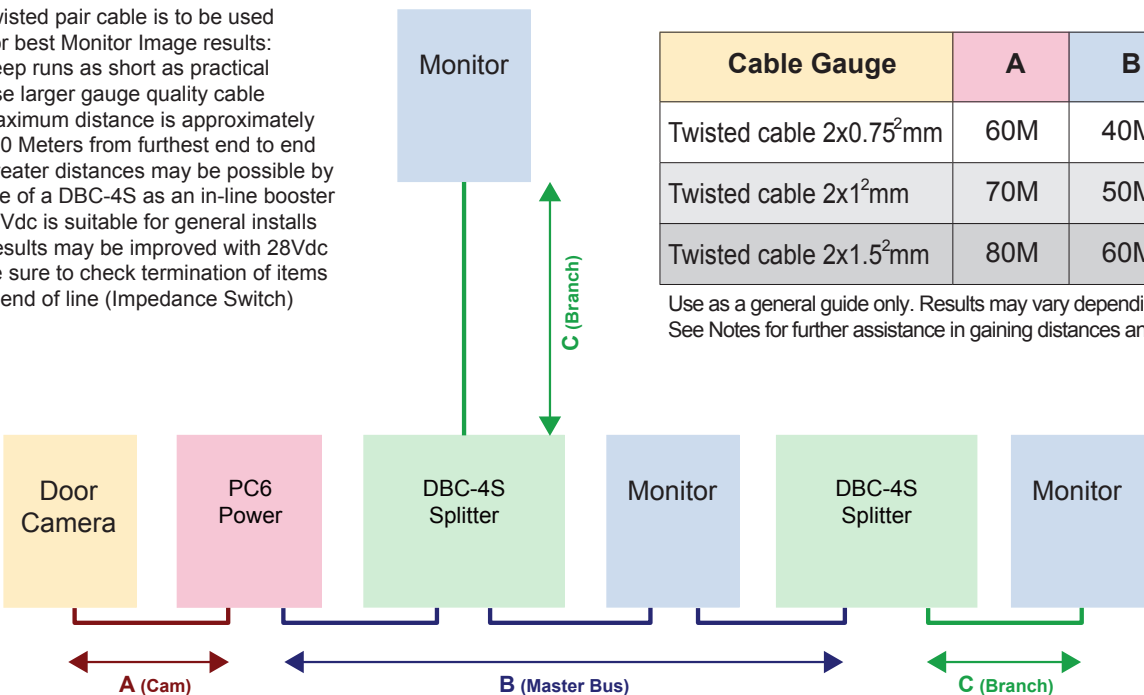 wisted pair cable is to be used
or best Monitor Image results:
eep runs as short as practical
se larger gauge quality cable
aximum distance is approximately
0 Meters from furthest end to end
reater distances may be possible by
e of a DBC-4S as an in-line booster
Vdc is suitable for general installs
esults may be improved with 28Vdc
e sure to check termination of items
end of line (Impedance Switch)
Monitor
Cable Gauge A B
Twisted cable 2x0.75²mm 60M 40M
Twisted cable 2x1²mm 70M 50M
Twisted cable 2x1.5²mm 80M 60M
Use as a general guide only. Results may vary dependi
See Notes for further assistance in gaining distances an
C (Branch)
Door
Camera
PC6
Power
DBC-4S
Splitter
Monitor
DBC-4S
Splitter
Monitor
A (Cam)
B (Master Bus)
C (Branch)